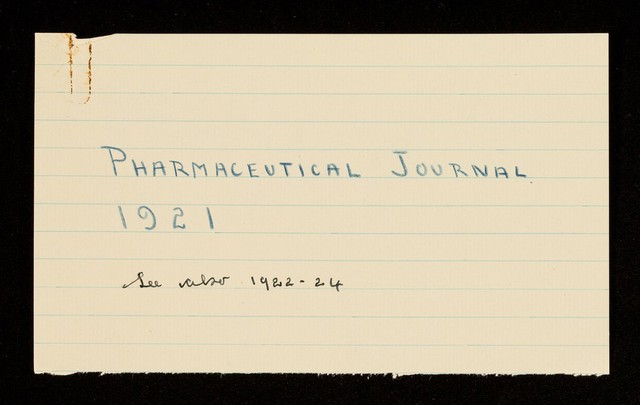 PHARMACEUTICAL JOURNAL.
1921
See also 1922-24